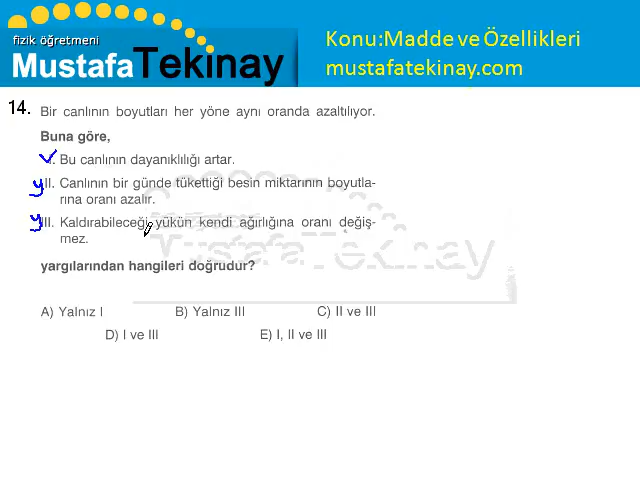 fizik öğretmeni
MustafaTekinay
Konu:Madde ve Özellikleri
mustafatekinay.com
14. Bir canlının boyutları her yöne aynı oranda azaltılıyor.
Buna göre,
I. Bu canlının dayanıklılığı artar.
y II. Canlının bir günde tükettiği besin miktarının boyutla-
rına oranı azalır.
y III. Kaldırabileceği yükün kendi ağırlığına oranı değiş-
mez.
MustafaTekinay
yargılarından hangileri doğrudur?
A) Yalnız I B) Yalnız III C) II ve III
D) I ve III E) I, II ve III